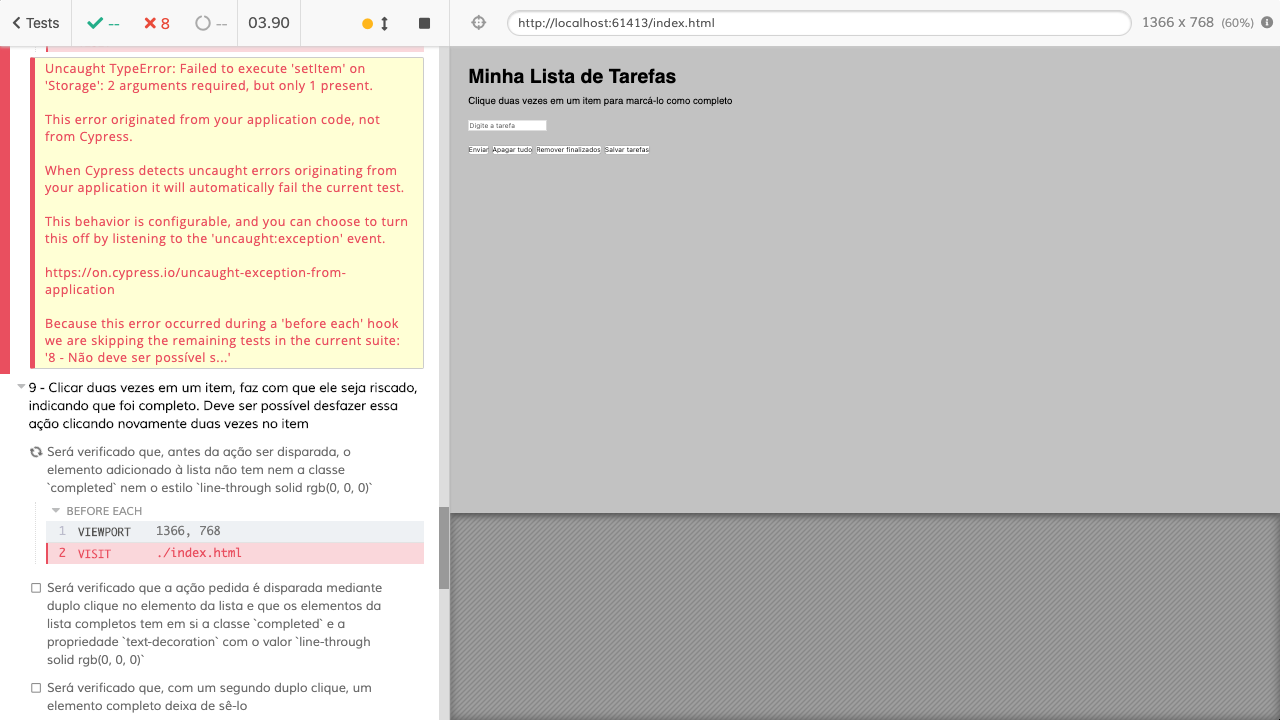 Tests
--
8
--
03.90
http://localhost:61413/index.html
1366 x 768 (60%)
Uncaught TypeError: Failed to execute 'setItem' on
'Storage': 2 arguments required, but only 1 present.
This error originated from your application code, not
from Cypress.
When Cypress detects uncaught errors originating from
your application it will automatically fail the current test.
This behavior is configurable, and you can choose to turn
this off by listening to the 'uncaught:exception' event.
https://on.cypress.io/uncaught-exception-from-
application
Because this error occurred during a 'before each' hook
we are skipping the remaining tests in the current suite:
'8 - Não deve ser possível s...'
9 - Clicar duas vezes em um item, faz com que ele seja riscado,
indicando que foi completo. Deve ser possível desfazer essa
ação clicando novamente duas vezes no item
Será verificado que, antes da ação ser disparada, o
elemento adicionado à lista não tem nem a classe
`completed` nem o estilo `line-through solid rgb(0, 0, 0)`
BEFORE EACH
1 VIEWPORT 1366, 768
2 VISIT ./index.html
Será verificado que a ação pedida é disparada mediante
duplo clique no elemento da lista e que os elementos da
lista completos tem em si a classe `completed` e a
propriedade `text-decoration` com o valor `line-through
solid rgb(0, 0, 0)`
Será verificado que, com um segundo duplo clique, um
elemento completo deixa de sê-lo
Minha Lista de Tarefas
Clique duas vezes em um item para marcá-lo como completo
Digite a tarefa
Enviar Apagar tudo Remover finalizados Salvar tarefas